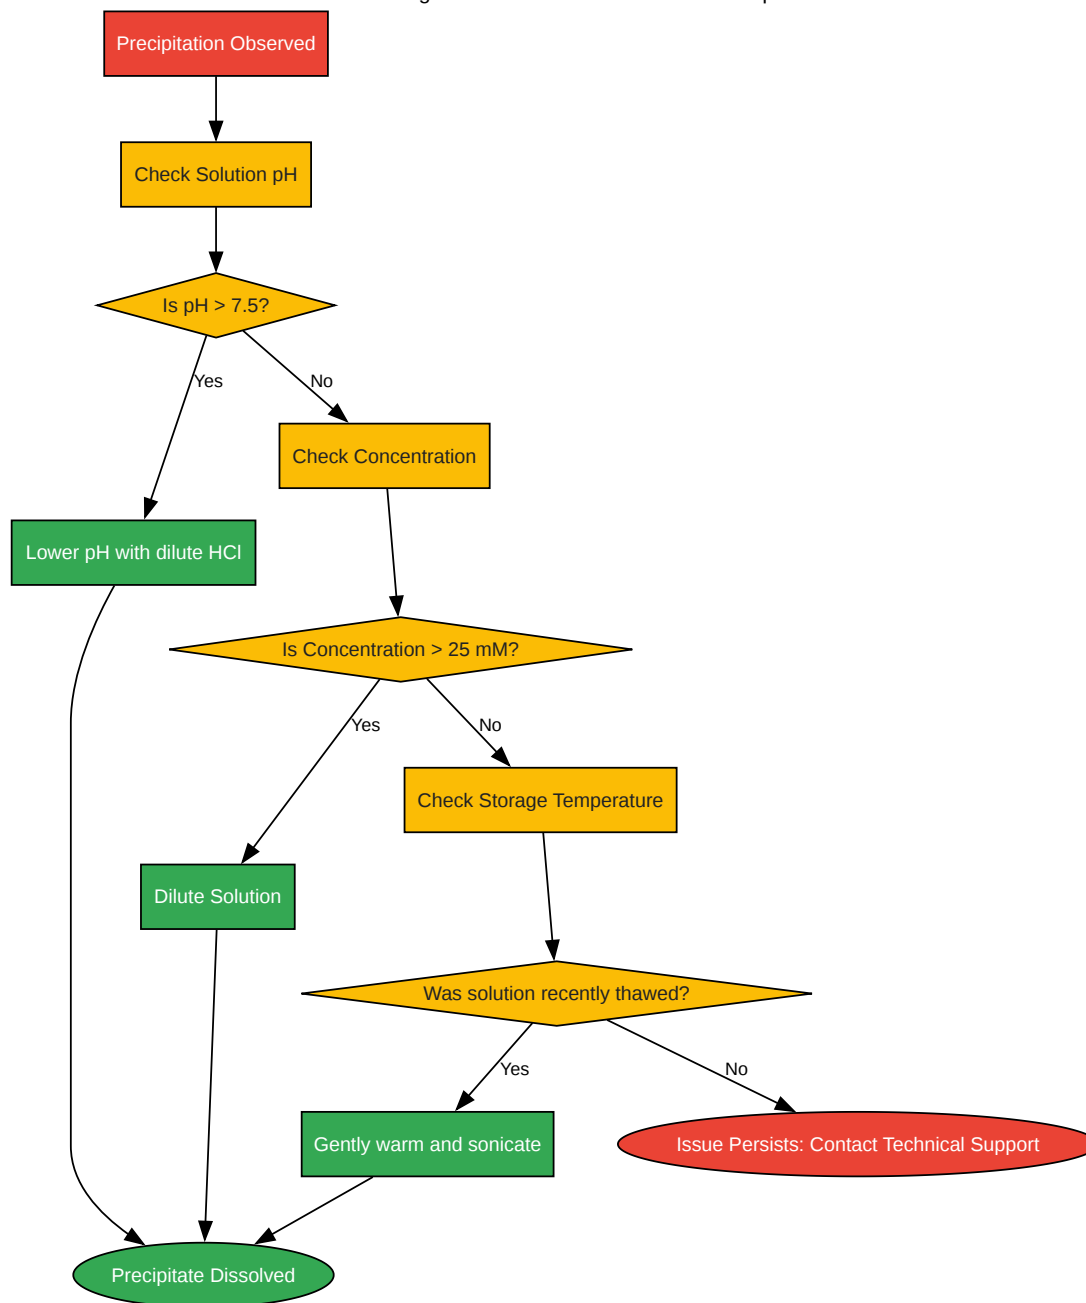 Precipitation Observed
Check Solution pH
Is pH > 7.5?
Yes
No
Check Concentration
Lower pH with dilute HCl
Is Concentration > 25 mM?
Yes
No
Check Storage Temperature
Dilute Solution
Was solution recently thawed?
Yes
No
Gently warm and sonicate
Issue Persists: Contact Technical Support
Precipitate Dissolved